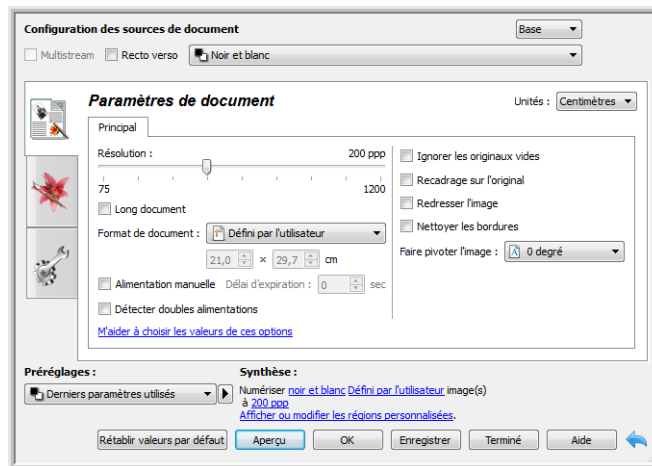 Configuration des sources de document
Base
Multistream
Recto verso
Noir et blanc
Paramètres de document
Unités :
Centimètres
Principal
Résolution :
200 ppp
75
1200
Long document
Format de document :
Défini par l'utilisateur
21,0 × 29,7 cm
Alimentation manuelle
Délai d'expiration : 0 sec
Détecter doubles alimentations
M'aider à choisir les valeurs de ces options
Ignorer les originaux vides
Recadrage sur l'original
Redresser l'image
Nettoyer les bordures
Faire pivoter l'image :
0 degré
Préréglages :
Derniers paramètres utilisés
Synthèse :
Numériser noir et blanc Défini par l'utilisateur image(s)
à 200 ppp
Afficher ou modifier les régions personnalisées.
Rétablir valeurs par défaut
Aperçu
OK
Enregistrer
Terminé
Aide